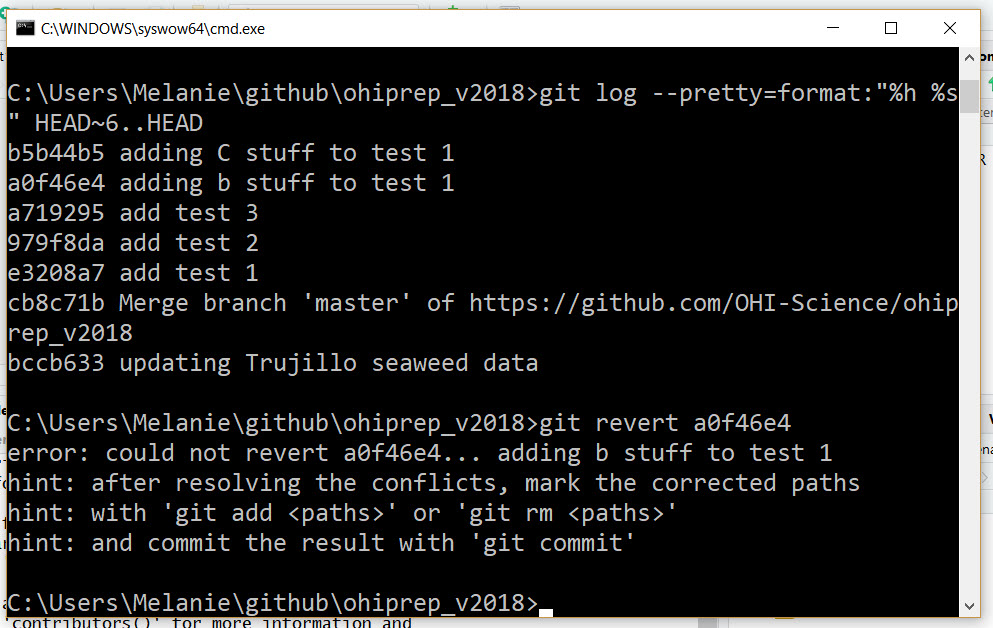 C:\WINDOWS\syswow64\cmd.exe
C:\Users\Melanie\github\ohiprep_v2018>git log --pretty=format:"%h %s
" HEAD~6..HEAD
b5b44b5 adding C stuff to test 1
a0f46e4 adding b stuff to test 1
a719295 add test 3
979f8da add test 2
e3208a7 add test 1
cb8c71b Merge branch 'master' of https://github.com/OHI-Science/ohip
rep_v2018
bccb633 updating Trujillo seaweed data
C:\Users\Melanie\github\ohiprep_v2018>git revert a0f46e4
error: could not revert a0f46e4... adding b stuff to test 1
hint: after resolving the conflicts, mark the corrected paths
hint: with 'git add <paths>' or 'git rm <paths>'
hint: and commit the result with 'git commit'
C:\Users\Melanie\github\ohiprep_v2018>
'contributors()' for more information and